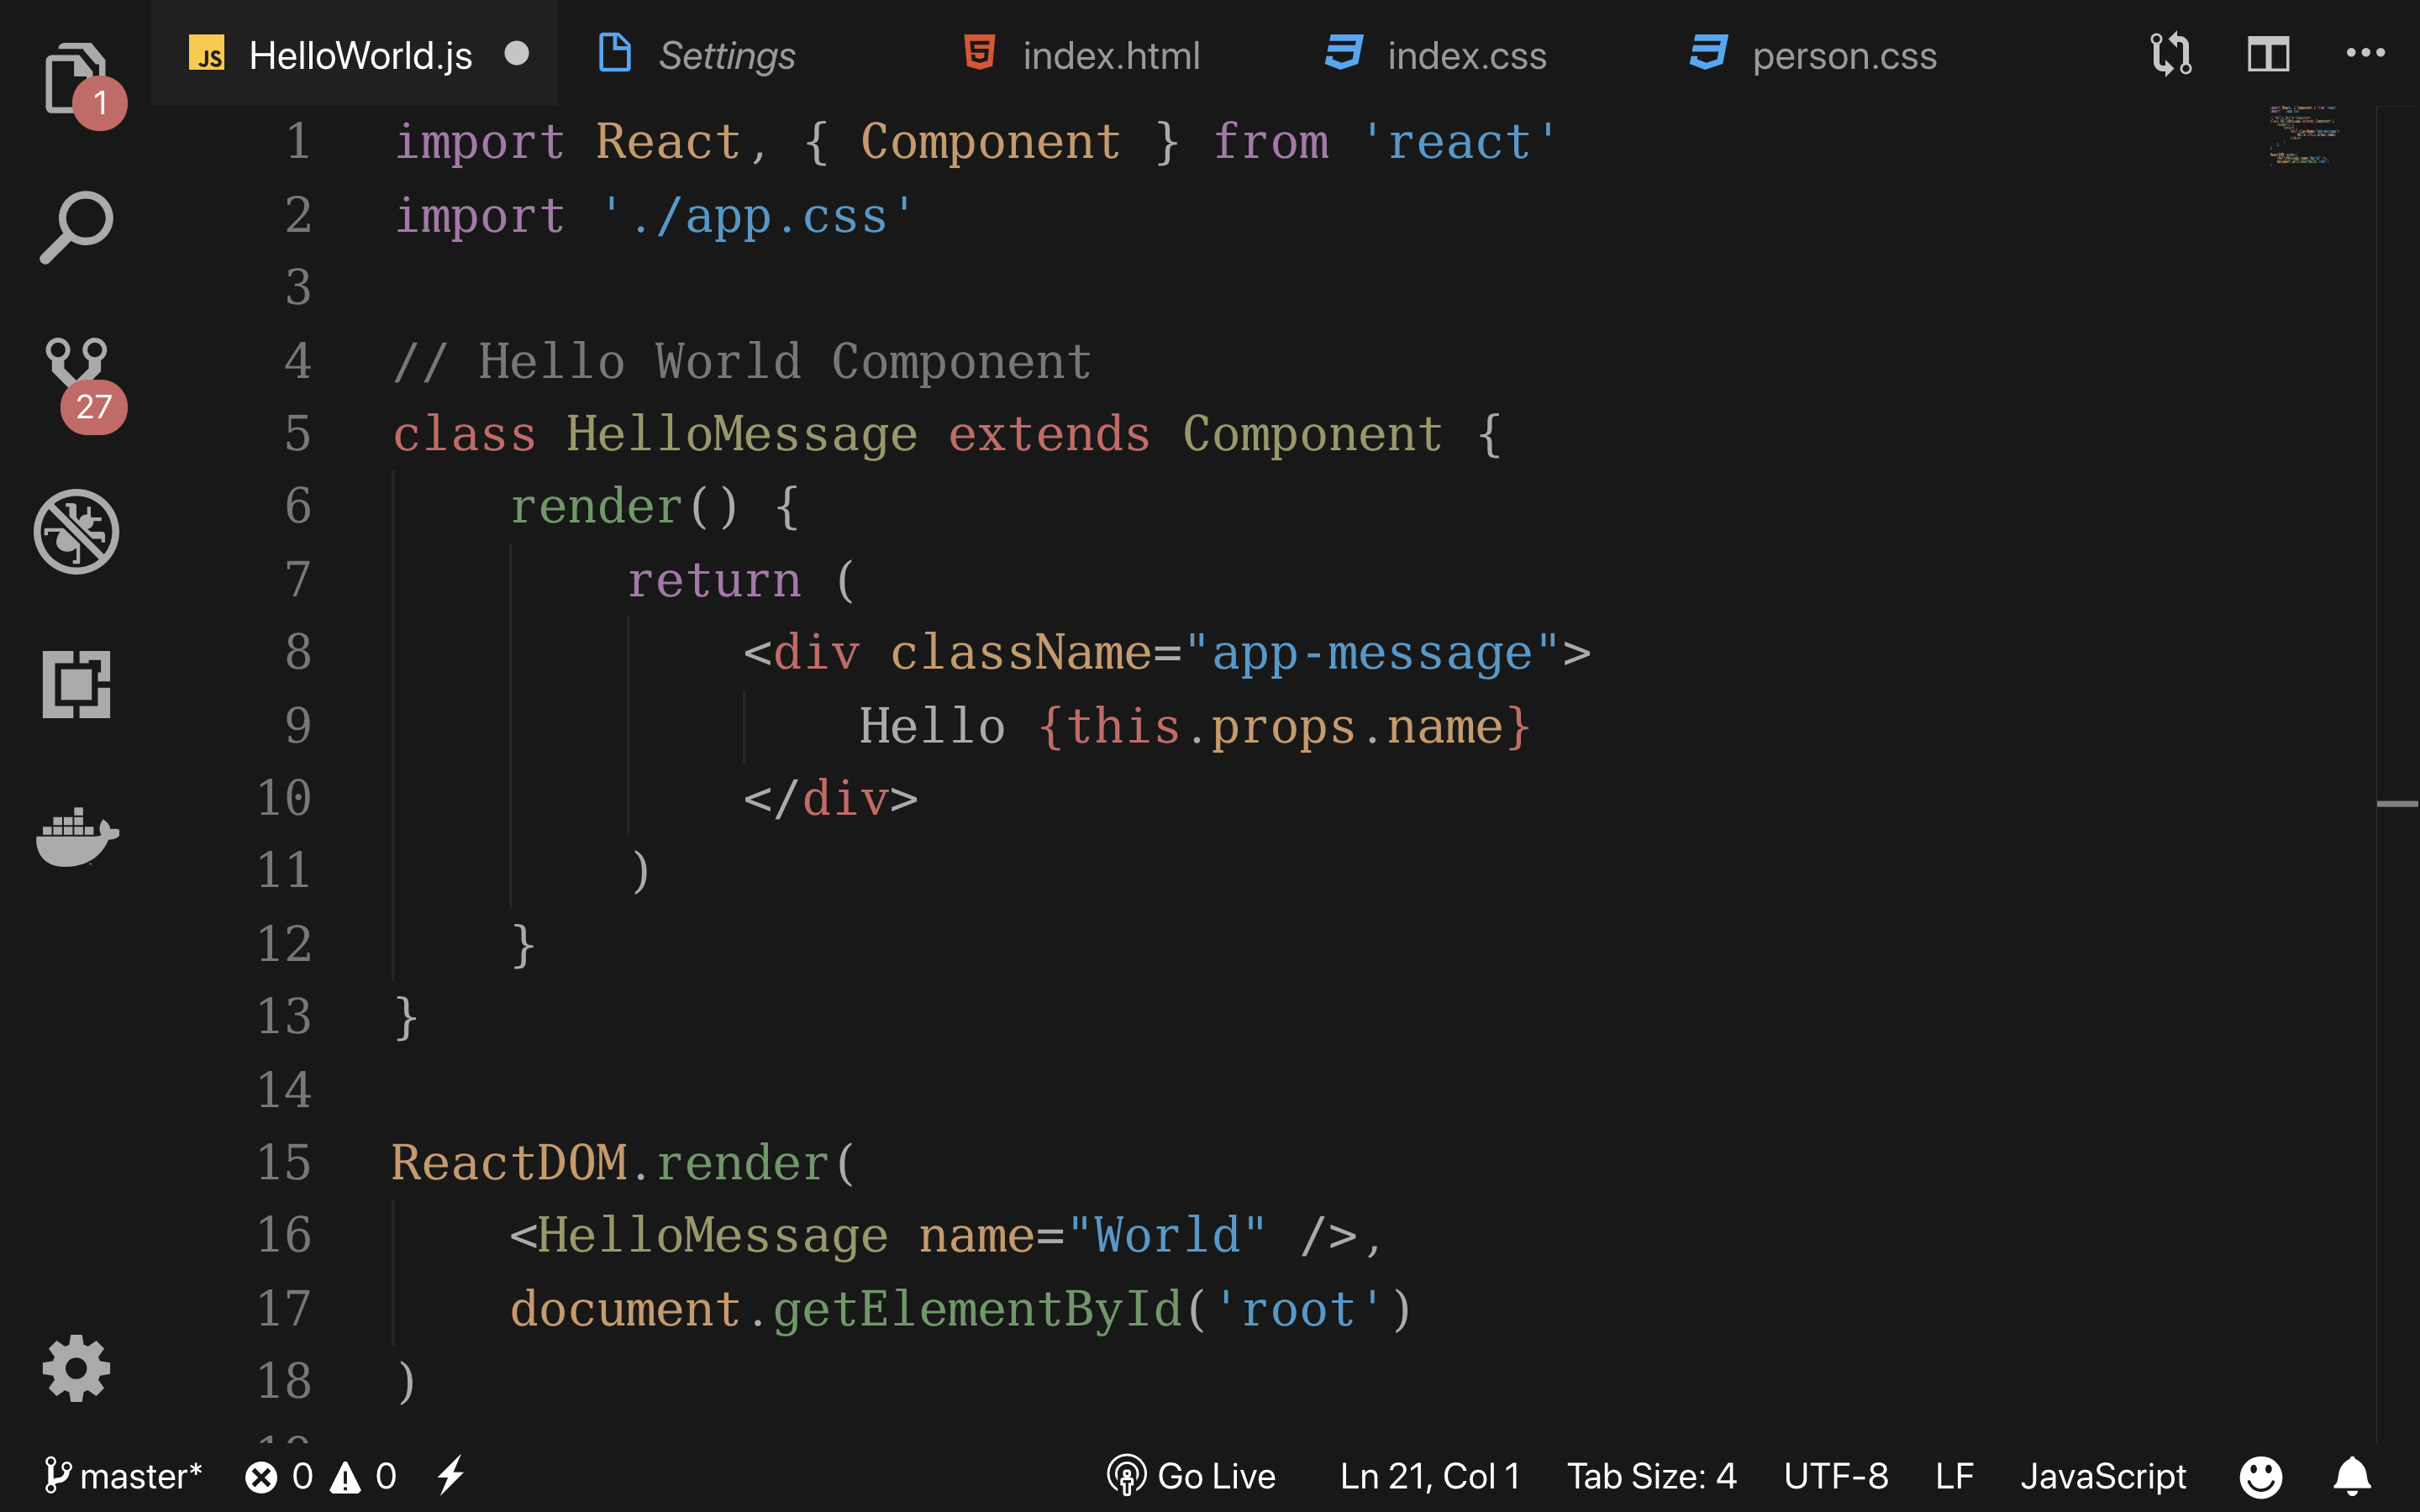 JS HelloWorld.js Settings index.html index.css person.css
1
27
1 import React, { Component } from 'react'
2 import './app.css'
3
4 // Hello World Component
5 class HelloMessage extends Component {
6     render() {
7         return (
8             <div className="app-message">
9                 Hello {this.props.name}
10             </div>
11         )
12     }
13 }
14
15 ReactDOM.render(
16     <HelloMessage name="World" />,
17     document.getElementById('root')
18 )
master* 0 0 Go Live Ln 21, Col 1 Tab Size: 4 UTF-8 LF JavaScript